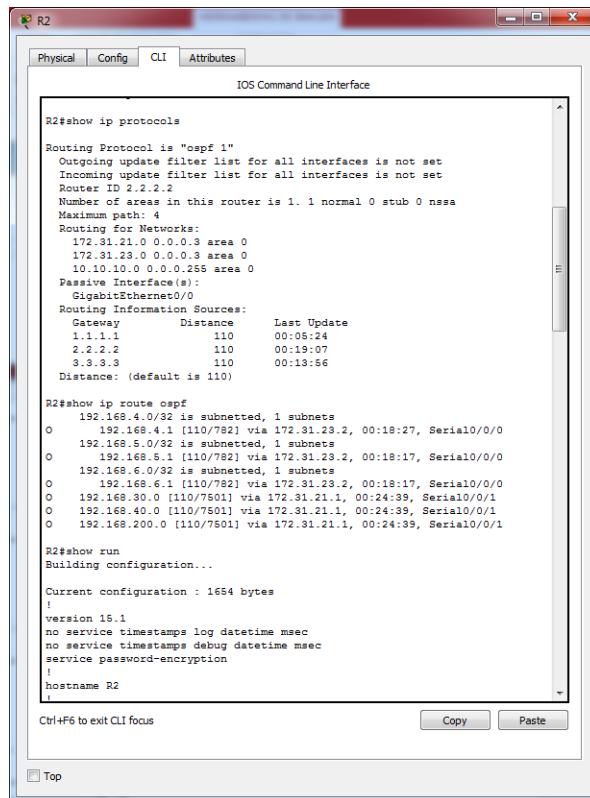 R2
Physical Config CLI Attributes
IOS Command Line Interface
R2#show ip protocols
Routing Protocol is "ospf 1"
Outgoing update filter list for all interfaces is not set
Incoming update filter list for all interfaces is not set
Router ID 2.2.2.2
Number of areas in this router is 1. 1 normal 0 stub 0 nssa
Maximum path: 4
Routing for Networks:
172.31.21.0 0.0.0.3 area 0
172.31.23.0 0.0.0.3 area 0
10.10.10.0 0.0.0.255 area 0
Passive Interface(s):
GigabitEthernet0/0
Routing Information Sources:
Gateway Distance Last Update
1.1.1.1 110 00:05:24
2.2.2.2 110 00:19:07
3.3.3.3 110 00:13:56
Distance: (default is 110)
R2#show ip route ospf
192.168.4.0/32 is subnetted, 1 subnets
O 192.168.4.1 [110/782] via 172.31.23.2, 00:18:27, Serial0/0/0
192.168.5.0/32 is subnetted, 1 subnets
O 192.168.5.1 [110/782] via 172.31.23.2, 00:18:17, Serial0/0/0
192.168.6.0/32 is subnetted, 1 subnets
O 192.168.6.1 [110/782] via 172.31.23.2, 00:18:17, Serial0/0/0
O 192.168.30.0 [110/7501] via 172.31.21.1, 00:24:39, Serial0/0/1
O 192.168.40.0 [110/7501] via 172.31.21.1, 00:24:39, Serial0/0/1
O 192.168.200.0 [110/7501] via 172.31.21.1, 00:24:39, Serial0/0/1
R2#show run
Building configuration...
Current configuration : 1654 bytes
!
version 15.1
no service timestamps log datetime msec
no service timestamps debug datetime msec
service password-encryption
!
hostname R2
!
Ctrl+F6 to exit CLI focus
Copy Paste
Top